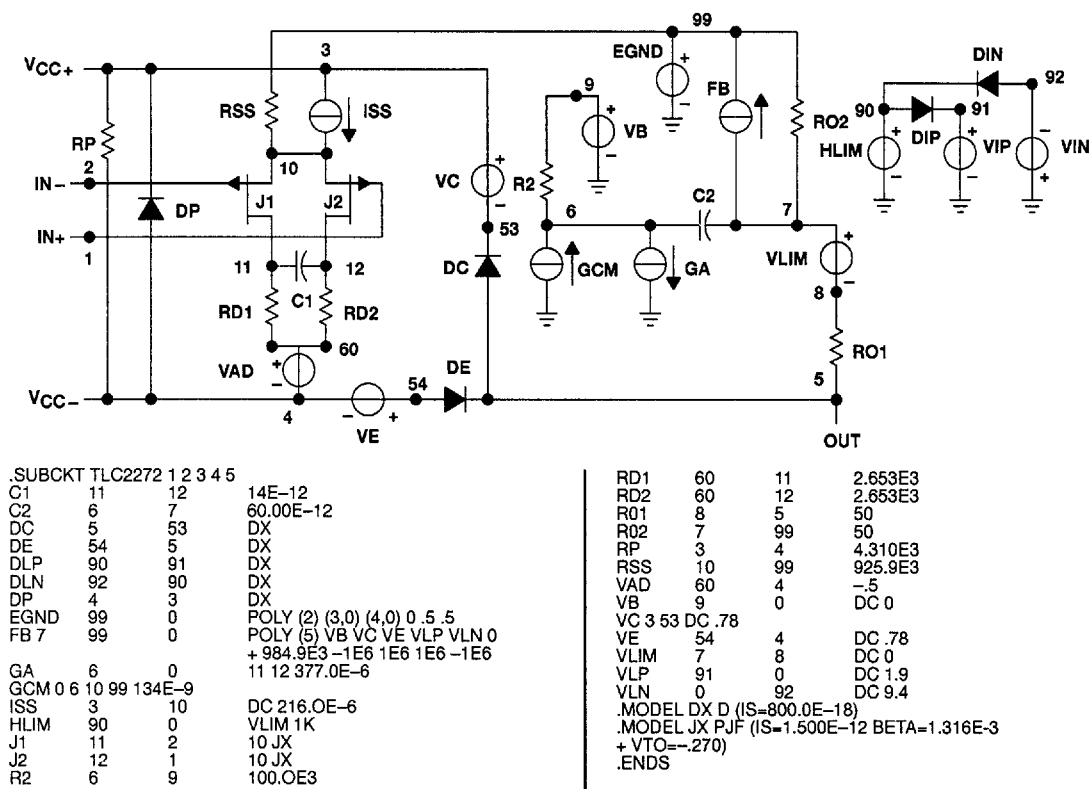 99
3
EGND
DIN
92
VCC+
9
FB
90
91
RSS
ISS
VB
RO2
DIP
RP
HLIM
VIP
VIN
2
10
R2
C2
IN−
VC
J1
J2
6
7
DP
53
IN+
1
11
12
DC
GCM
GA
VLIM
C1
8
RD1
RD2
60
RO1
VAD
DE
5
54
VCC−
4
VE
OUT
.SUBCKT TLC2272 1 2 3 4 5
C1 11 12 14E−12
C2 6 7 60.00E−12
DC 5 53 DX
DE 54 5 DX
DLP 90 91 DX
DLN 92 90 DX
DP 4 3 DX
EGND 99 0 POLY (2) (3,0) (4,0) 0 .5 .5
FB 7 99 0 POLY (5) VB VC VE VLP VLN 0
+ 984.9E3 −1E6 1E6 1E6 −1E6
GA 6 0 11 12 377.0E−6
GCM 0 6 10 99 134E−9
ISS 3 10 DC 216.OE−6
HLIM 90 0 VLIM 1K
J1 11 2 10 JX
J2 12 1 10 JX
R2 6 9 100.OE3
RD1 60 11 2.653E3
RD2 60 12 2.653E3
R01 8 5 50
R02 7 99 50
RP 3 4 4.310E3
RSS 10 99 925.9E3
VAD 60 4 −.5
VB 9 0 DC 0
VC 3 53 DC .78
VE 54 4 DC .78
VLIM 7 8 DC 0
VLP 91 0 DC 1.9
VLN 0 92 DC 9.4
.MODEL DX D (IS=800.0E−18)
.MODEL JX PJF (IS=1.500E−12 BETA=1.316E-3
+ VTO=−.270)
.ENDS